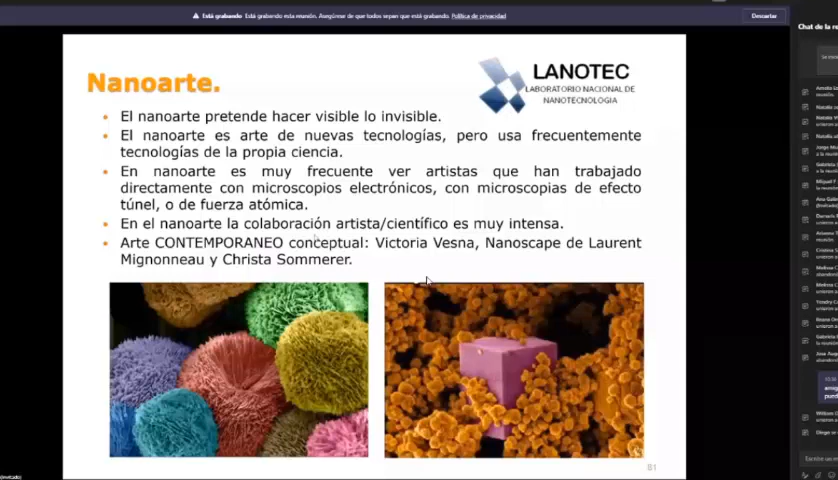 Está grabando Está grabando esta reunión. Asegúrese de que todos sepan que está grabando. Política de privacidad
Descartar
Chat de la re
Nanoarte.
LANOTEC
LABORATORIO NACIONAL DE
NANOTECNOLOGIA
• El nanoarte pretende hacer visible lo invisible.
• El nanoarte es arte de nuevas tecnologías, pero usa frecuentemente
tecnologías de la propia ciencia.
• En nanoarte es muy frecuente ver artistas que han trabajado
directamente con microscopios electrónicos, con microscopias de efecto
túnel, o de fuerza atómica.
• En el nanoarte la colaboración artista/científico es muy intensa.
• Arte CONTEMPORANEO conceptual: Victoria Vesna, Nanoscape de Laurent
Mignonneau y Christa Sommerer.
81